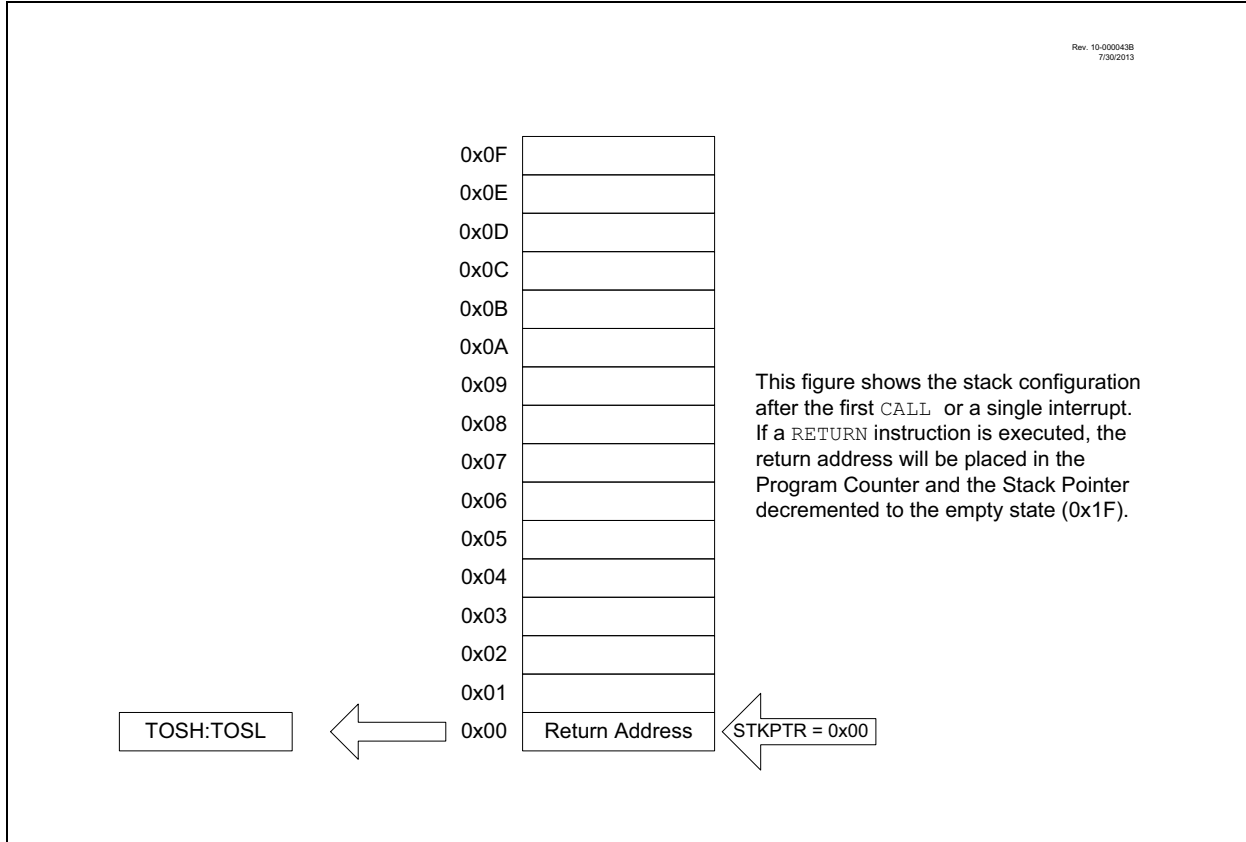 Rev. 10-000043B
7/30/2013
0x0F
0x0E
0x0D
0x0C
0x0B
0x0A
0x09
0x08
0x07
0x06
0x05
0x04
0x03
0x02
0x01
This figure shows the stack configuration
after the first CALL or a single interrupt.
If a RETURN instruction is executed, the
return address will be placed in the
Program Counter and the Stack Pointer
decremented to the empty state (0x1F).
TOSH:TOSL
0x00
Return Address
STKPTR = 0x00